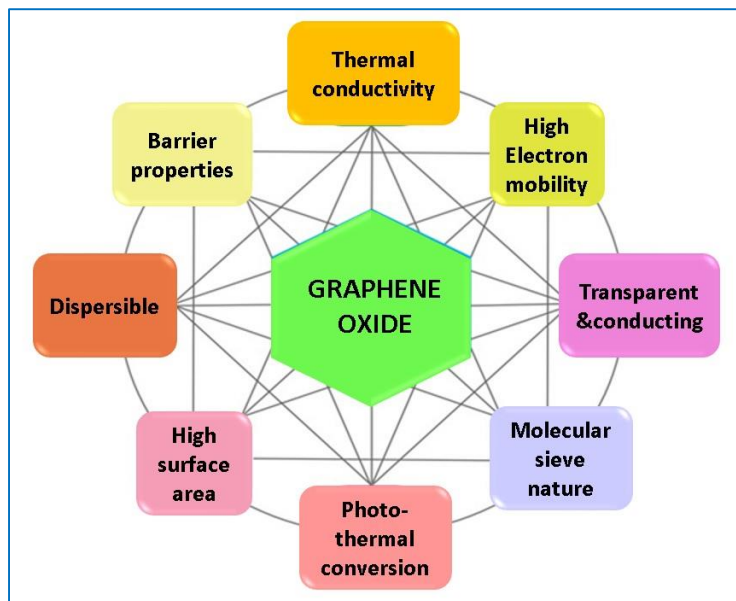 Thermal
conductivity
High
Electron
mobility
Transparent
&conducting
Molecular
sieve
nature
Photo-
thermal
conversion
High
surface
area
Dispersible
Barrier
properties
GRAPHENE
OXIDE